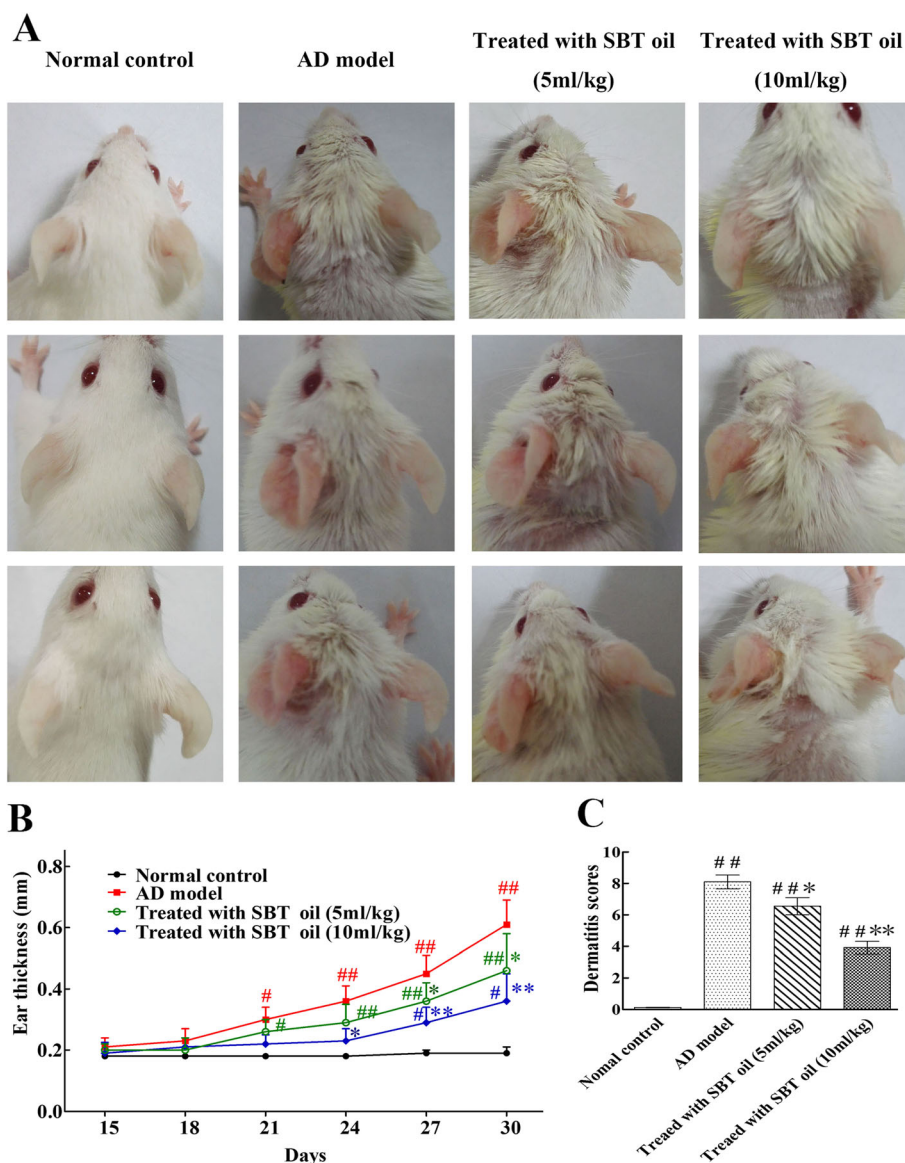 A
Normal control
AD model
Treated with SBT oil
(5ml/kg)
Treated with SBT oil
(10ml/kg)
B
Ear thickness (mm)
0.8
0.6
0.4
0.2
0.0
Normal control
AD model
Treated with SBT oil (5ml/kg)
Treated with SBT oil (10ml/kg)
#
#
##
##
*
##
##*
#**
##
##*
#**
15 18 21 24 27 30
Days
C
Dermatitis scores
10
8
6
4
2
0
##
##*
##**
Nomal control
AD model
Treaed with SBT oil (5ml/kg)
Treaed with SBT oil (10ml/kg)